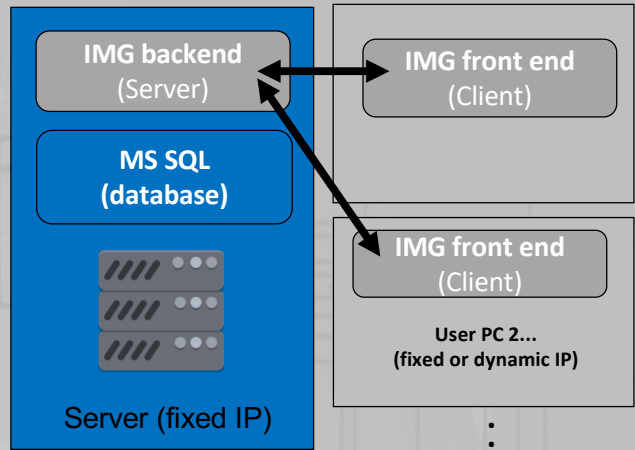 IMG backend
(Server)
MS SQL
(database)
Server (fixed IP)
IMG front end
(Client)
IMG front end
(Client)
User PC 2...
(fixed or dynamic IP)
: